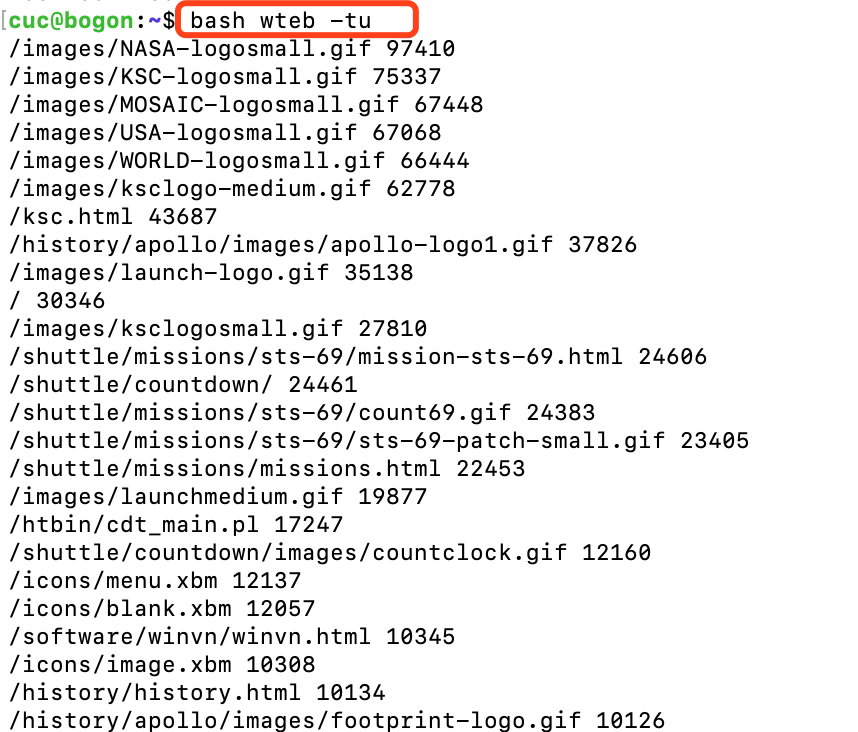 [cuc@bogon:~$ bash wteb -tu
/images/NASA-logosmall.gif 97410
/images/KSC-logosmall.gif 75337
/images/MOSAIC-logosmall.gif 67448
/images/USA-logosmall.gif 67068
/images/WORLD-logosmall.gif 66444
/images/ksclogo-medium.gif 62778
/ksc.html 43687
/history/apollo/images/apollo-logo1.gif 37826
/images/launch-logo.gif 35138
/ 30346
/images/ksclogosmall.gif 27810
/shuttle/missions/sts-69/mission-sts-69.html 24606
/shuttle/countdown/ 24461
/shuttle/missions/sts-69/count69.gif 24383
/shuttle/missions/sts-69/sts-69-patch-small.gif 23405
/shuttle/missions/missions.html 22453
/images/launchmedium.gif 19877
/htbin/cdt_main.pl 17247
/shuttle/countdown/images/countclock.gif 12160
/icons/menu.xbm 12137
/icons/blank.xbm 12057
/software/winvn/winvn.html 10345
/icons/image.xbm 10308
/history/history.html 10134
/history/apollo/images/footprint-logo.gif 10126